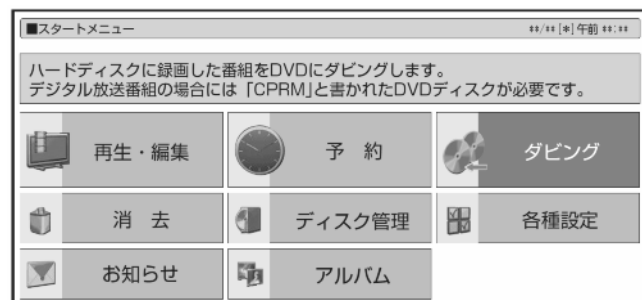 ■スタートメニュー
**/** [*] 午前 **:**
ハードディスクに録画した番組をDVDにダビングします。
デジタル放送番組の場合には「CPRM」と書かれたDVDディスクが必要です。
再生・編集
予 約
ダビング
消 去
ディスク管理
各種設定
お知らせ
アルバム